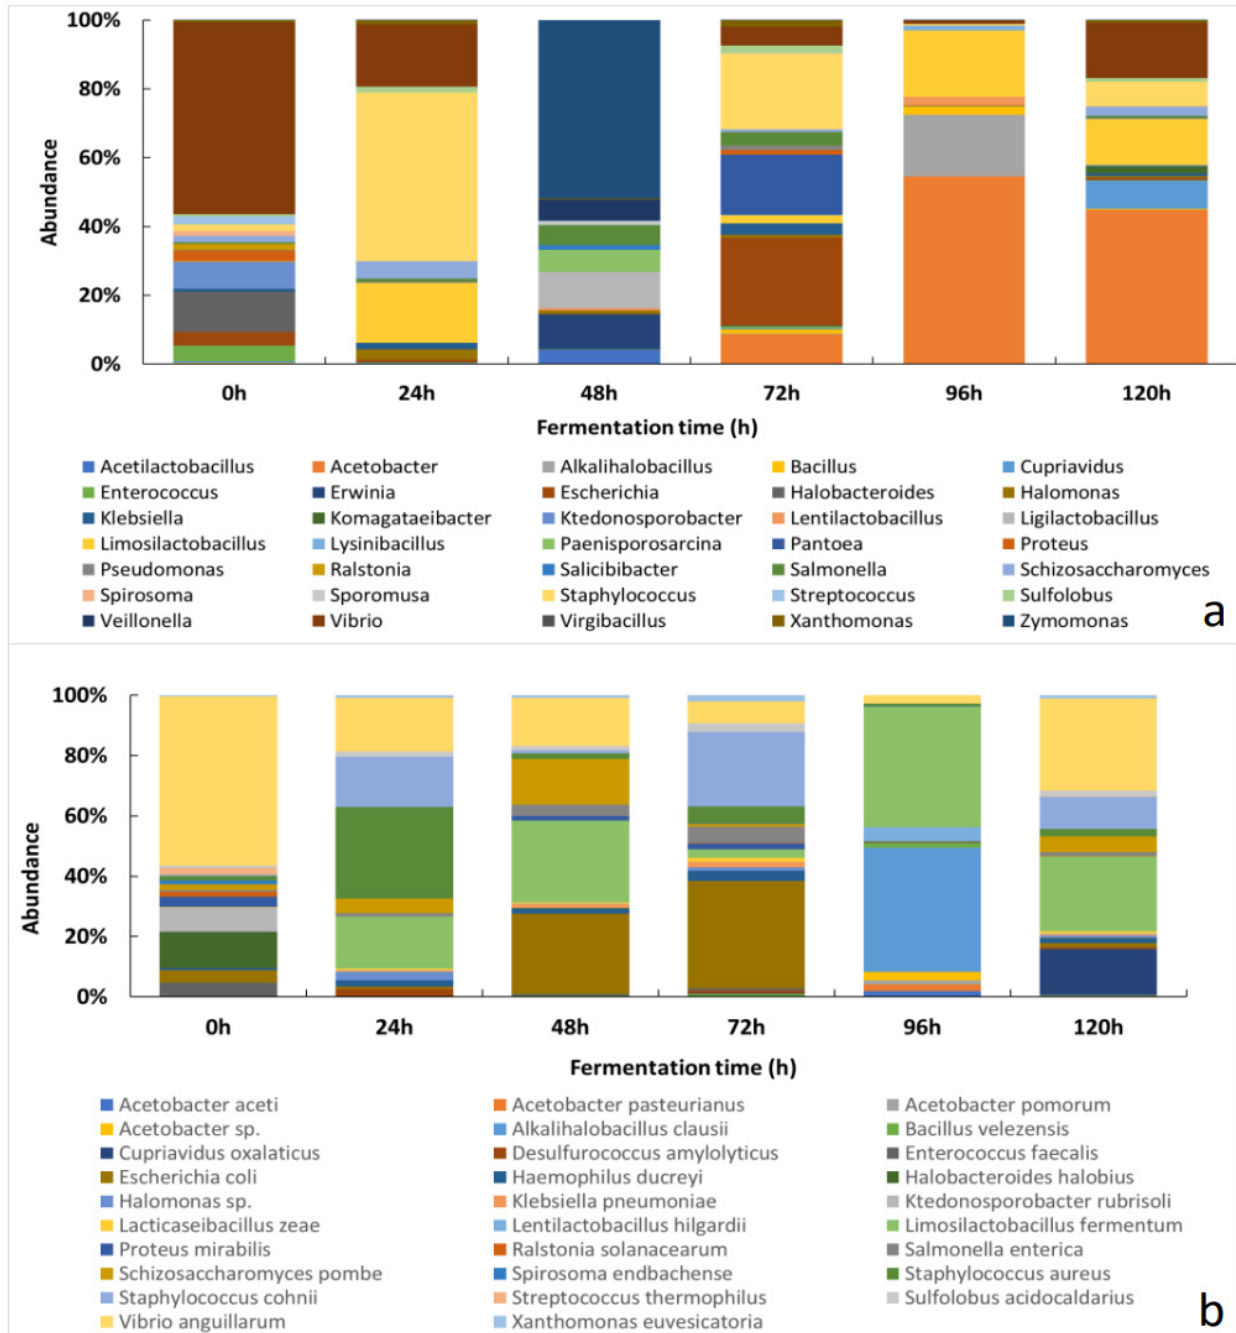 100%
80%
60%
40%
20%
0%
Abundance
0h 24h 48h 72h 96h 120h
Fermentation time (h)
Acetilactobacillus Acetobacter Alkalihalobacillus Bacillus Cupriavidus
Enterococcus Erwinia Escherichia Halobacteroides Halomonas
Klebsiella Komagataeibacter Ktedonosporobacter Lentilactobacillus Ligilactobacillus
Limosilactobacillus Lysinibacillus Paenisporosarcina Pantoea Proteus
Pseudomonas Ralstonia Salicibibacter Salmonella Schizosaccharomyces
Spirosoma Sporomusa Staphylococcus Streptococcus Sulfolobus
Veillonella Vibrio Virgibacillus Xanthomonas Zymomonas
a
100%
80%
60%
40%
20%
0%
Abundance
0h 24h 48h 72h 96h 120h
Fermentation time (h)
Acetobacter aceti Acetobacter pasteurianus Acetobacter pomorum
Acetobacter sp. Alkalihalobacillus clausii Bacillus velezensis
Cupriavidus oxalaticus Desulfurococcus amylolyticus Enterococcus faecalis
Escherichia coli Haemophilus ducreyi Halobacteroides halobius
Halomonas sp. Klebsiella pneumoniae Ktedonosporobacter rubrisoli
Lacticaseibacillus zeae Lentilactobacillus hilgardii Limosilactobacillus fermentum
Proteus mirabilis Ralstonia solanacearum Salmonella enterica
Schizosaccharomyces pombe Spirosoma endbachense Staphylococcus aureus
Staphylococcus cohnii Streptococcus thermophilus Sulfolobus acidocaldarius
Vibrio anguillarum Xanthomonas euvesicatoria
b